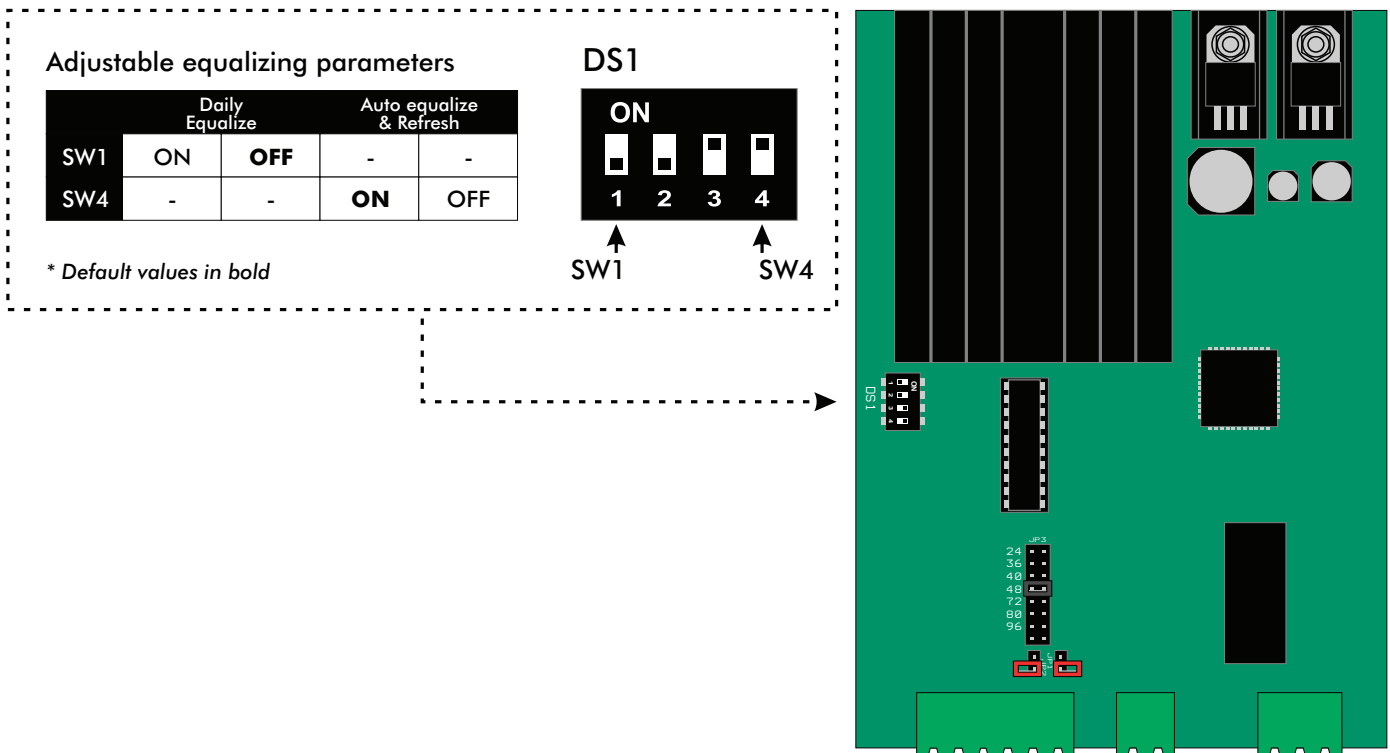 Adjustable equalizing parameters
Daily Equalize Auto equalize & Refresh
SW1 ON OFF - -
SW4 - - ON OFF
* Default values in bold
DS1
ON
1 2 3 4
SW1 SW4
DS1
ON
1
2
3
4
JP3
24
36
40
48
72
80
96
JP2 JP1